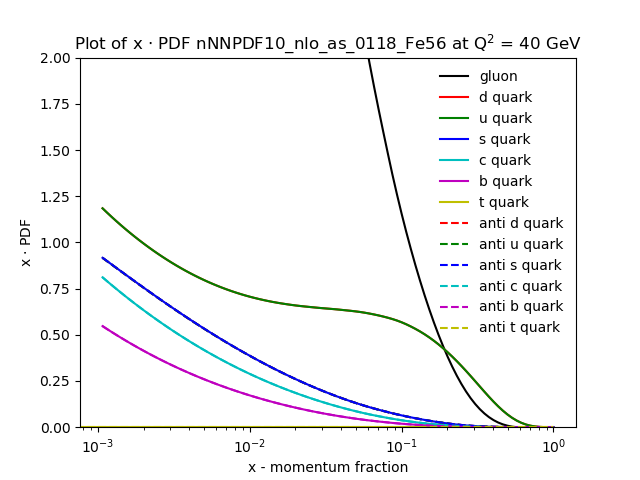 Plot of x · PDF nNNPDF10_nlo_as_0118_Fe56 at Q² = 40 GeV
2.00
1.75
1.50
1.25
1.00
0.75
0.50
0.25
0.00
x · PDF
gluon
d quark
u quark
s quark
c quark
b quark
t quark
anti d quark
anti u quark
anti s quark
anti c quark
anti b quark
anti t quark
10⁻³ 10⁻² 10⁻¹ 10⁰
x - momentum fraction